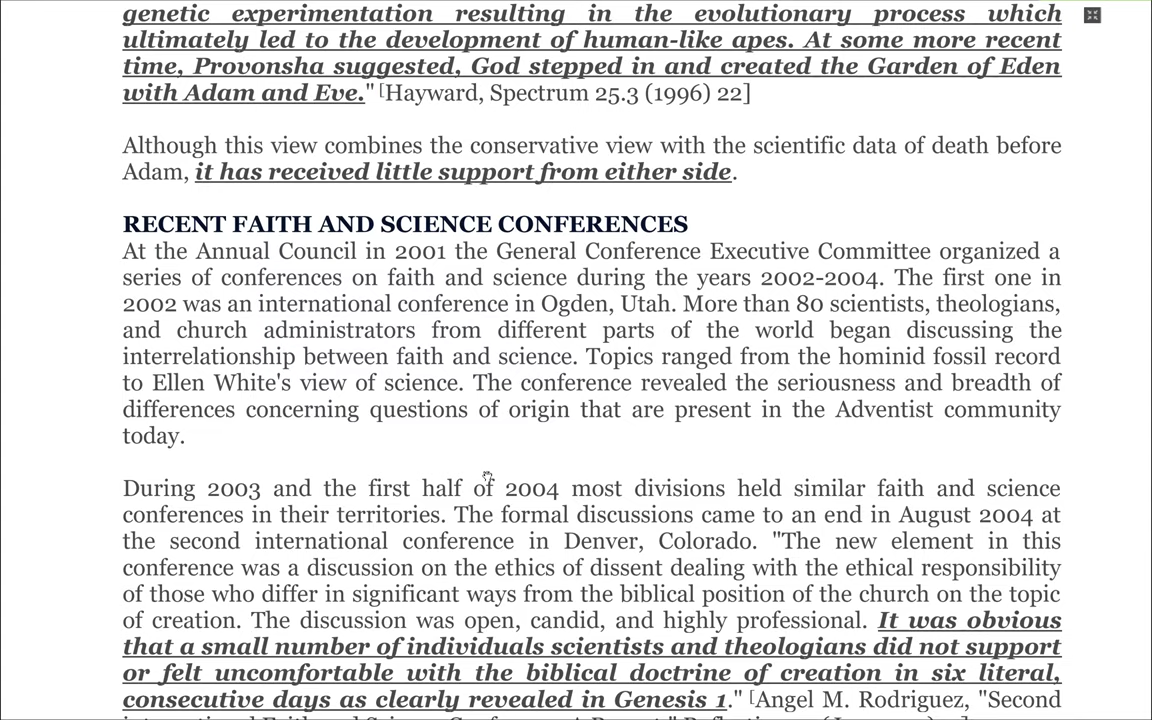 genetic experimentation resulting in the evolutionary process which
ultimately led to the development of human-like apes. At some more recent
time, Provonsha suggested, God stepped in and created the Garden of Eden
with Adam and Eve." [Hayward, Spectrum 25.3 (1996) 22]
Although this view combines the conservative view with the scientific data of death before
Adam, it has received little support from either side.
RECENT FAITH AND SCIENCE CONFERENCES
At the Annual Council in 2001 the General Conference Executive Committee organized a
series of conferences on faith and science during the years 2002-2004. The first one in
2002 was an international conference in Ogden, Utah. More than 80 scientists, theologians,
and church administrators from different parts of the world began discussing the
interrelationship between faith and science. Topics ranged from the hominid fossil record
to Ellen White's view of science. The conference revealed the seriousness and breadth of
differences concerning questions of origin that are present in the Adventist community
today.
During 2003 and the first half of 2004 most divisions held similar faith and science
conferences in their territories. The formal discussions came to an end in August 2004 at
the second international conference in Denver, Colorado. "The new element in this
conference was a discussion on the ethics of dissent dealing with the ethical responsibility
of those who differ in significant ways from the biblical position of the church on the topic
of creation. The discussion was open, candid, and highly professional. It was obvious
that a small number of individuals scientists and theologians did not support
or felt uncomfortable with the biblical doctrine of creation in six literal,
consecutive days as clearly revealed in Genesis 1." [Angel M. Rodriguez, "Second